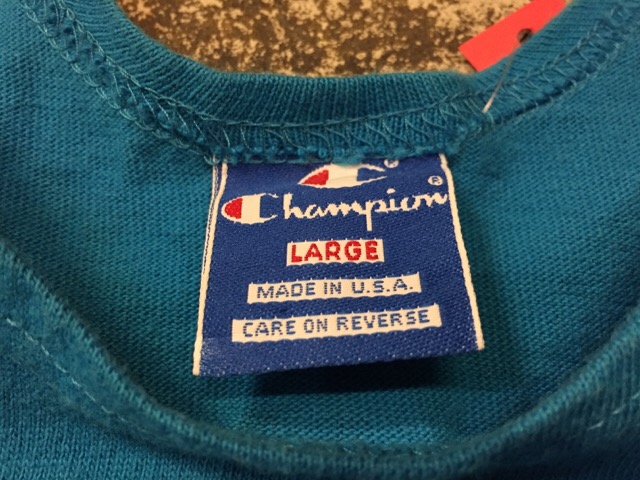 Champion®
LARGE
MADE IN U.S.A.
CARE ON REVERSE